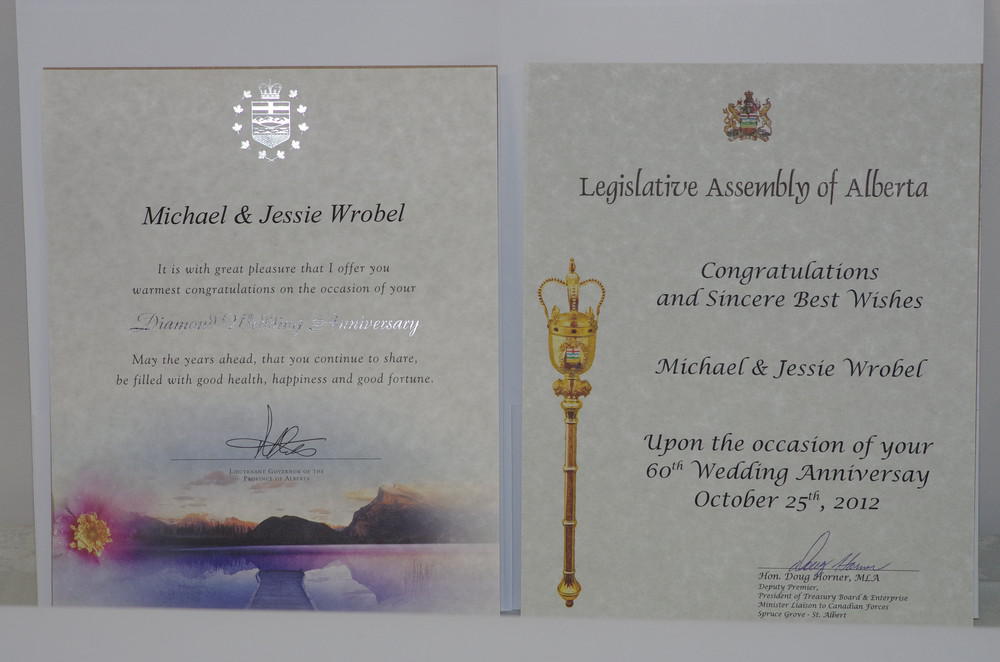 Michael & Jessie Wrobel
It is with great pleasure that I offer you
warmest congratulations on the occasion of your
Diamond Wedding Anniversary
May the years ahead, that you continue to share,
be filled with good health, happiness and good fortune.
Lieutenant Governor of the
Province of Alberta
Legislative Assembly of Alberta
Congratulations
and Sincere Best Wishes
Michael & Jessie Wrobel
Upon the occasion of your
60th Wedding Anniversay
October 25th, 2012
Doug Horner
Hon. Doug Horner, MLA
Deputy Premier,
President of Treasury Board & Enterprise
Minister Liaison to Canadian Forces
Spruce Grove - St. Albert